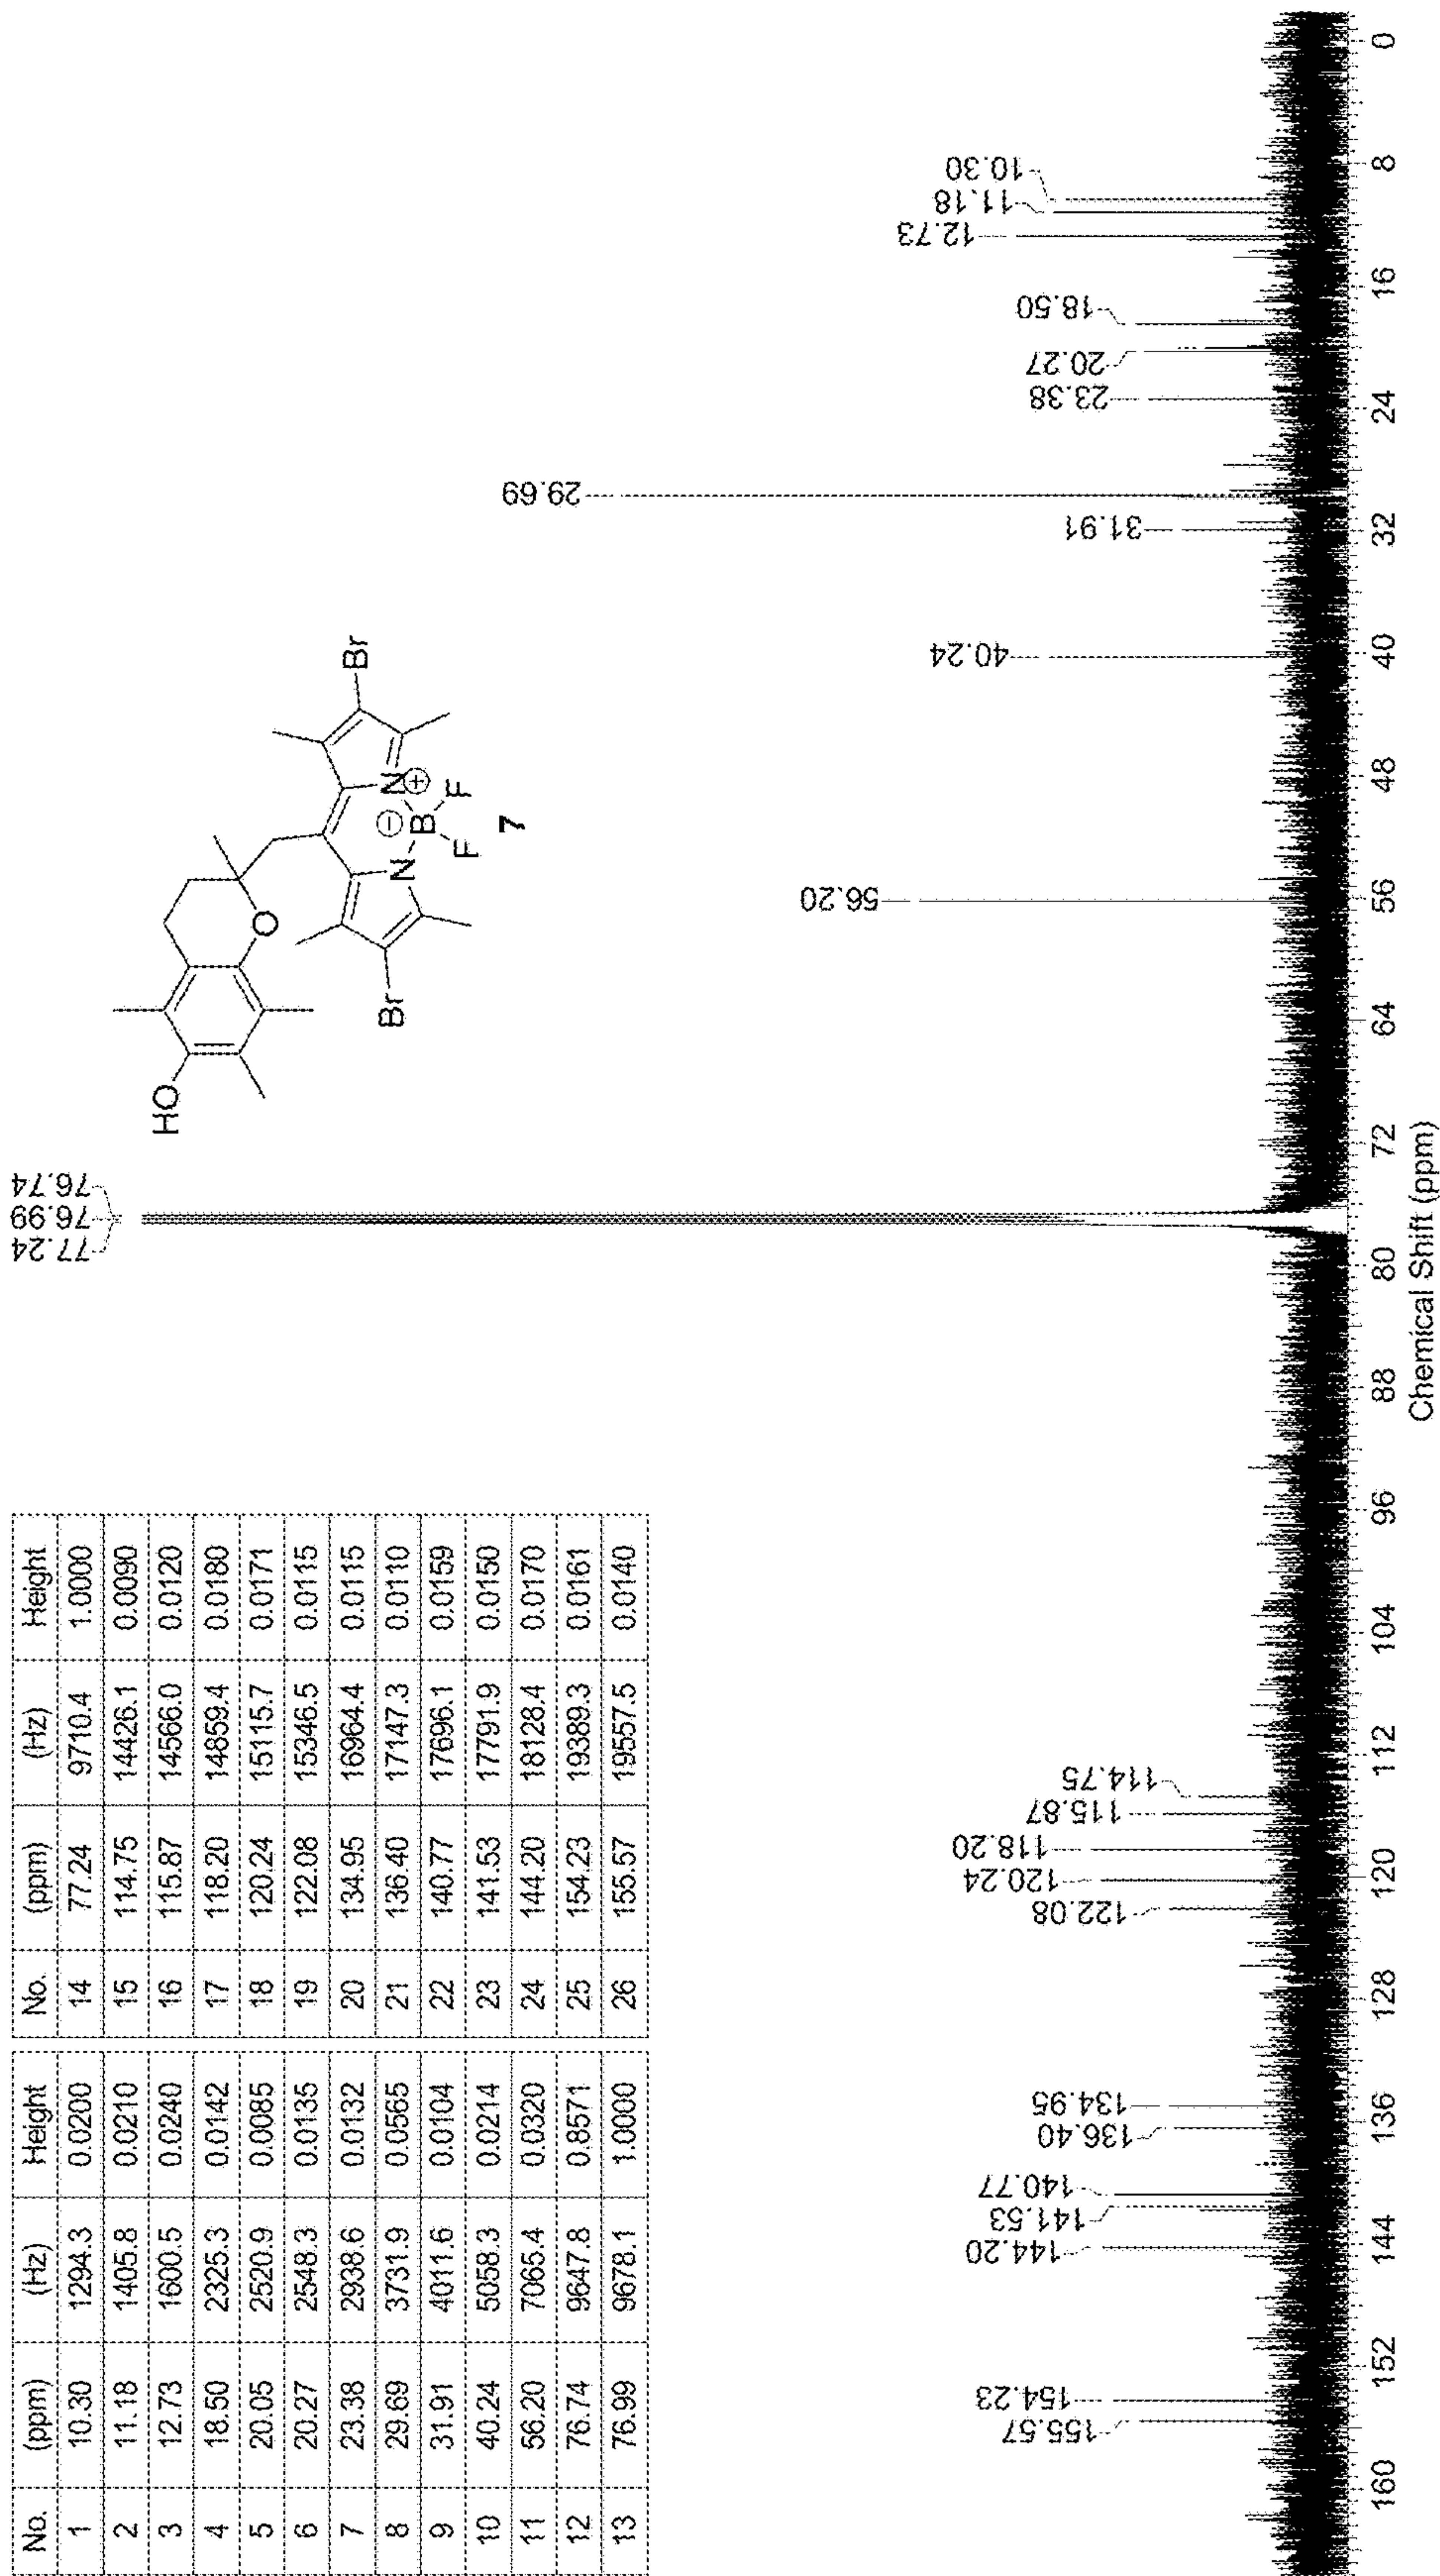 No. (ppm) (Hz) Height No. (ppm) (Hz) Height
1 10.30 1294.3 0.0200 14 77.24 9710.4 1.0000
2 11.18 1405.8 0.0210 15 114.75 14426.1 0.0090
3 12.73 1600.5 0.0240 16 115.87 14566.0 0.0120
4 18.50 2325.3 0.0142 17 118.20 14859.4 0.0180
5 20.05 2520.9 0.0085 18 120.24 15115.7 0.0171
6 20.27 2548.3 0.0135 19 122.08 15346.5 0.0115
7 23.38 2938.6 0.0132 20 134.95 16964.4 0.0115
8 29.69 3731.9 0.0565 21 136.40 17147.3 0.0110
9 31.91 4011.6 0.0104 22 140.77 17696.1 0.0159
10 40.24 5058.3 0.0214 23 141.53 17791.9 0.0150
11 56.20 7065.4 0.0320 24 144.20 18128.4 0.0170
12 76.74 9647.8 0.8571 25 154.23 19389.3 0.0161
13 76.99 9678.1 1.0000 26 155.57 19557.5 0.0140
HO
O
Br
Br
N
N
⊕
⊖
B
F
F
7
155.57
154.23
144.20
141.53
140.77
136.40
134.95
122.08
120.24
118.20
115.87
114.75
77.24
76.99
76.74
56.20
40.24
31.91
29.69
23.38
20.27
18.50
12.73
11.18
10.30
160 152 144 136 128 120 112 104 96 88 80 72 64 56 48 40 32 24 16 8 0
Chemical Shift (ppm)